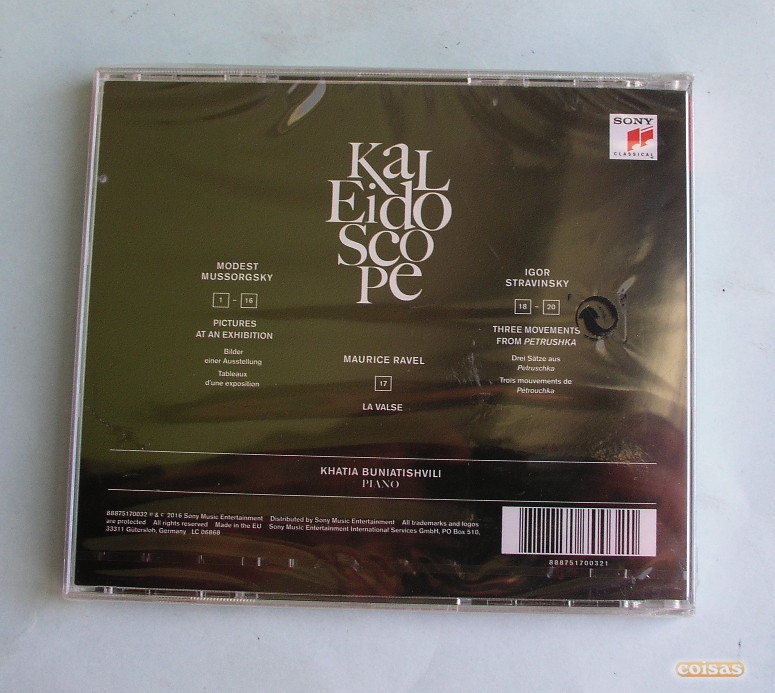 KaL
Eido
Sco
Pe
SONY
CLASSICAL
MODEST
MUSSORGSKY
1 – 16
PICTURES
AT AN EXHIBITION
Bilder
einer Ausstellung
Tableaux
d'une exposition
MAURICE RAVEL
17
LA VALSE
IGOR
STRAVINSKY
18 – 20
THREE MOVEMENTS
FROM PETRUSHKA
Drei Sätze aus
Petruschka
Trois mouvements de
Pétrouchka
KHATIA BUNIATISHVILI
PIANO
88875170032 ℗ & © 2016 Sony Music Entertainment Distributed by Sony Music Entertainment All trademarks and logos
are protected All rights reserved Made in the EU Sony Music Entertainment International Services GmbH, PO Box 510,
33311 Gütersloh, Germany LC 06868
888751700321
coisas